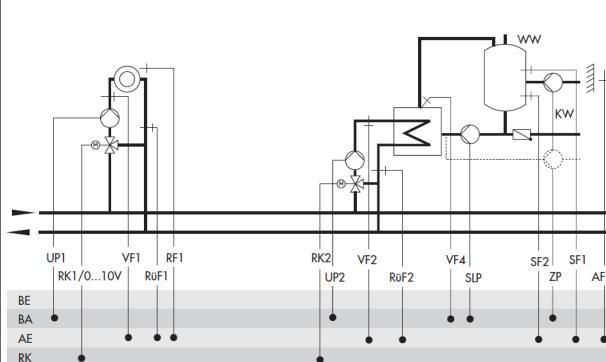 WW
KW
M
M
UP1 VF1 RF1 RK2 VF2 VF4 SF2 SF1
RK1/0...10V RüF1 UP2 RüF2 SLP ZP AF
BE
BA
AE
RK